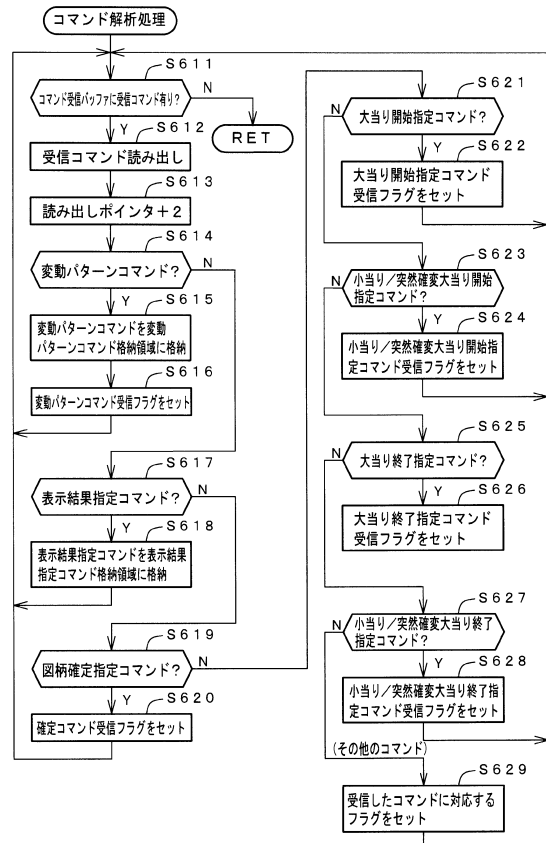 コマンド解析処理
S611
コマンド受信バッファに受信コマンド有り?
N
Y
RET
S612
受信コマンド読み出し
S613
読み出しポインタ+2
S614
変動パターンコマンド?
N
Y
S615
変動パターンコマンドを変動
パターンコマンド格納領域に格納
S616
変動パターンコマンド受信フラグをセット
S617
表示結果指定コマンド?
N
Y
S618
表示結果指定コマンドを表示結果
指定コマンド格納領域に格納
S619
図柄確定指定コマンド?
N
Y
S620
確定コマンド受信フラグをセット
S621
N
大当り開始指定コマンド?
Y
S622
大当り開始指定コマンド
受信フラグをセット
S623
N
小当り/突然確変大当り開始
指定コマンド?
Y
S624
小当り/突然確変大当り開始指
定コマンド受信フラグをセット
S625
N
大当り終了指定コマンド?
Y
S626
大当り終了指定コマンド
受信フラグをセット
S627
N
小当り/突然確変大当り終了
指定コマンド?
Y
S628
小当り/突然確変大当り終了指
定コマンド受信フラグをセット
(その他のコマンド)
S629
受信したコマンドに対応する
フラグをセット